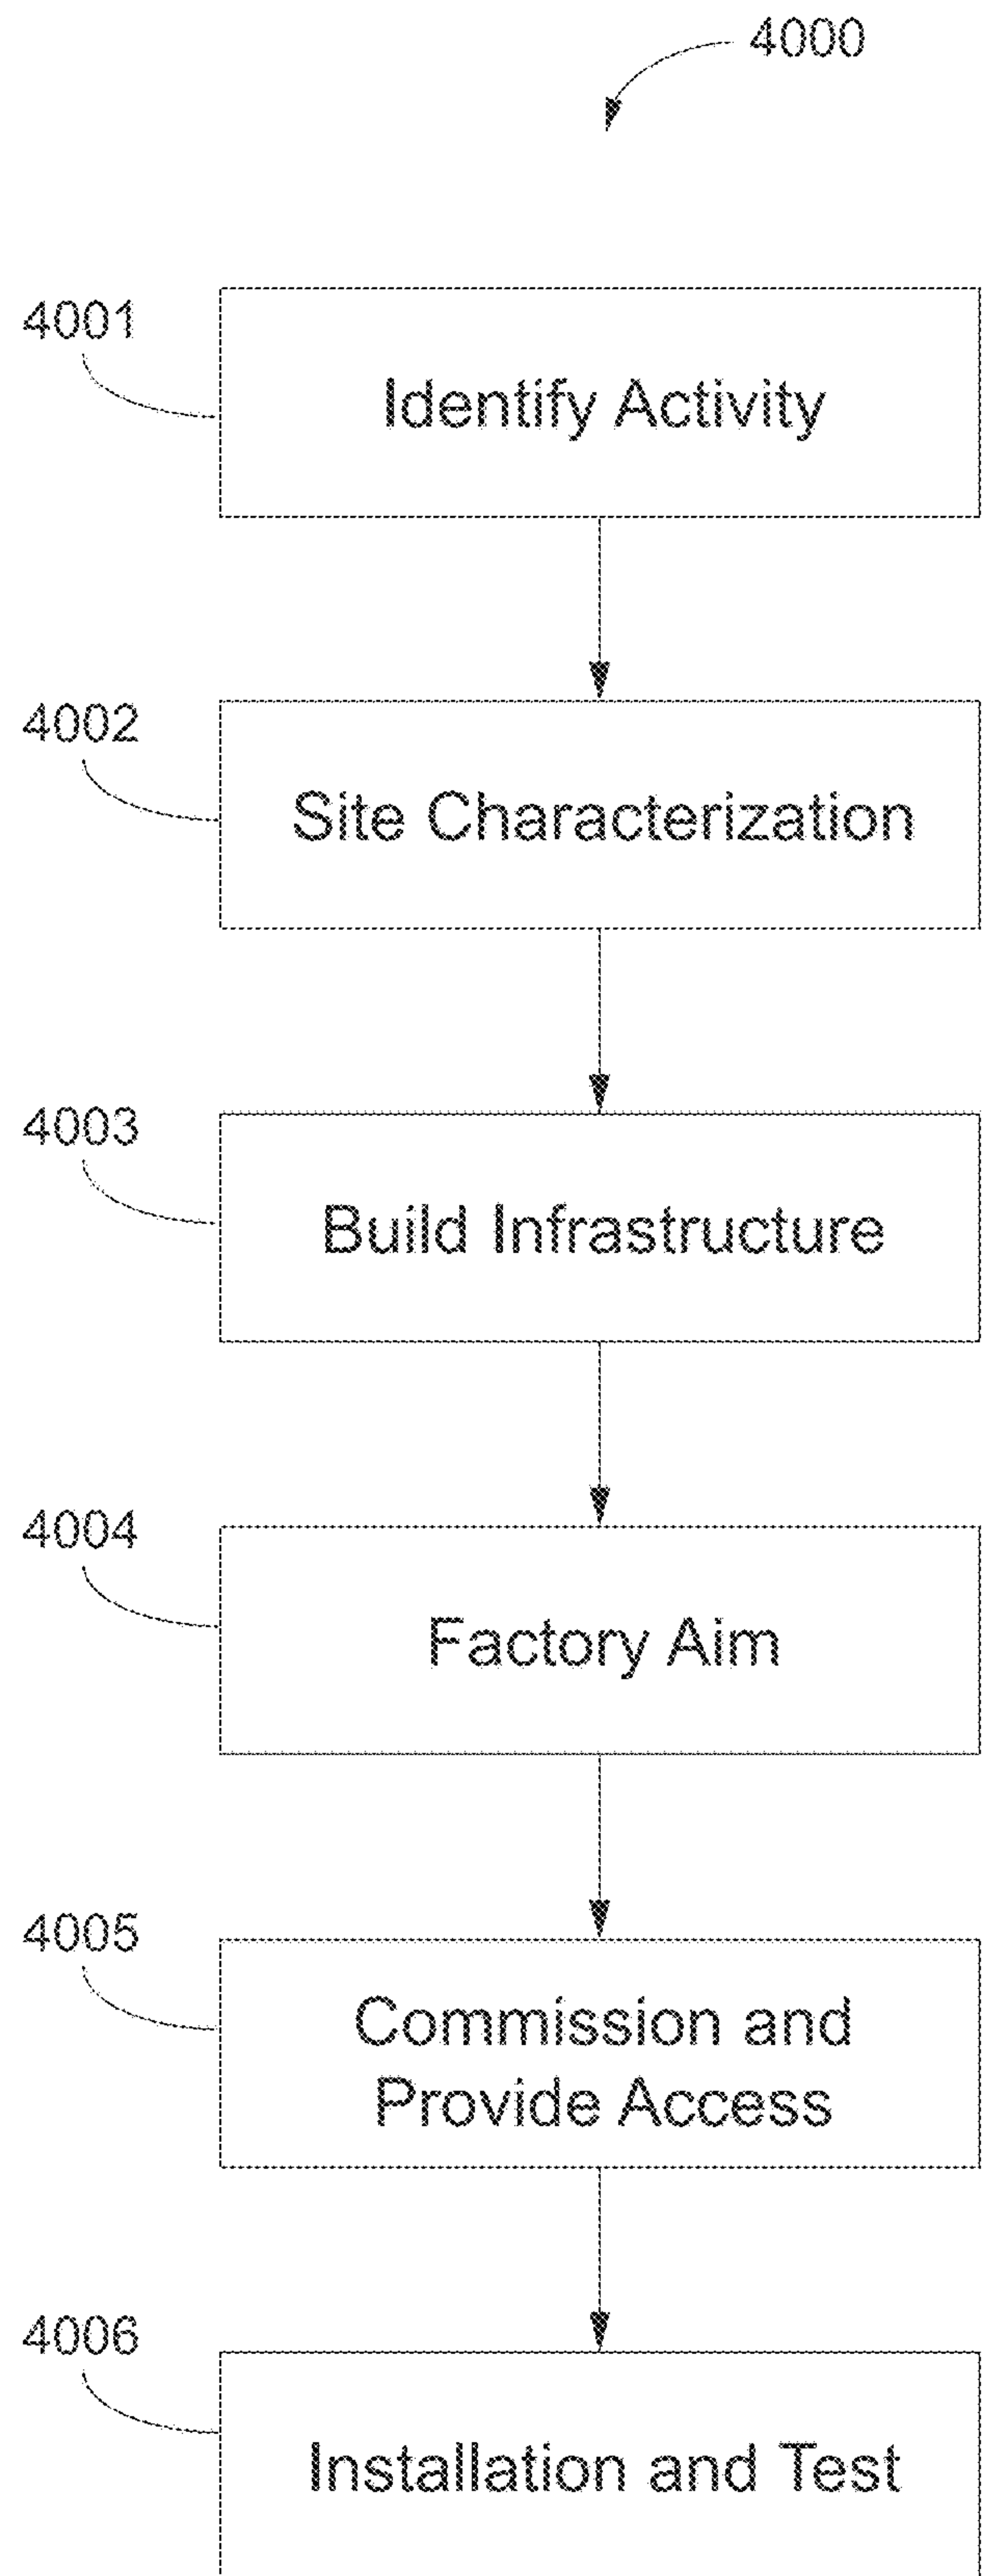 4000
4001
Identify Activity
4002
Site Characterization
4003
Build Infrastructure
4004
Factory Aim
4005
Commission and
Provide Access
4006
Installation and Test